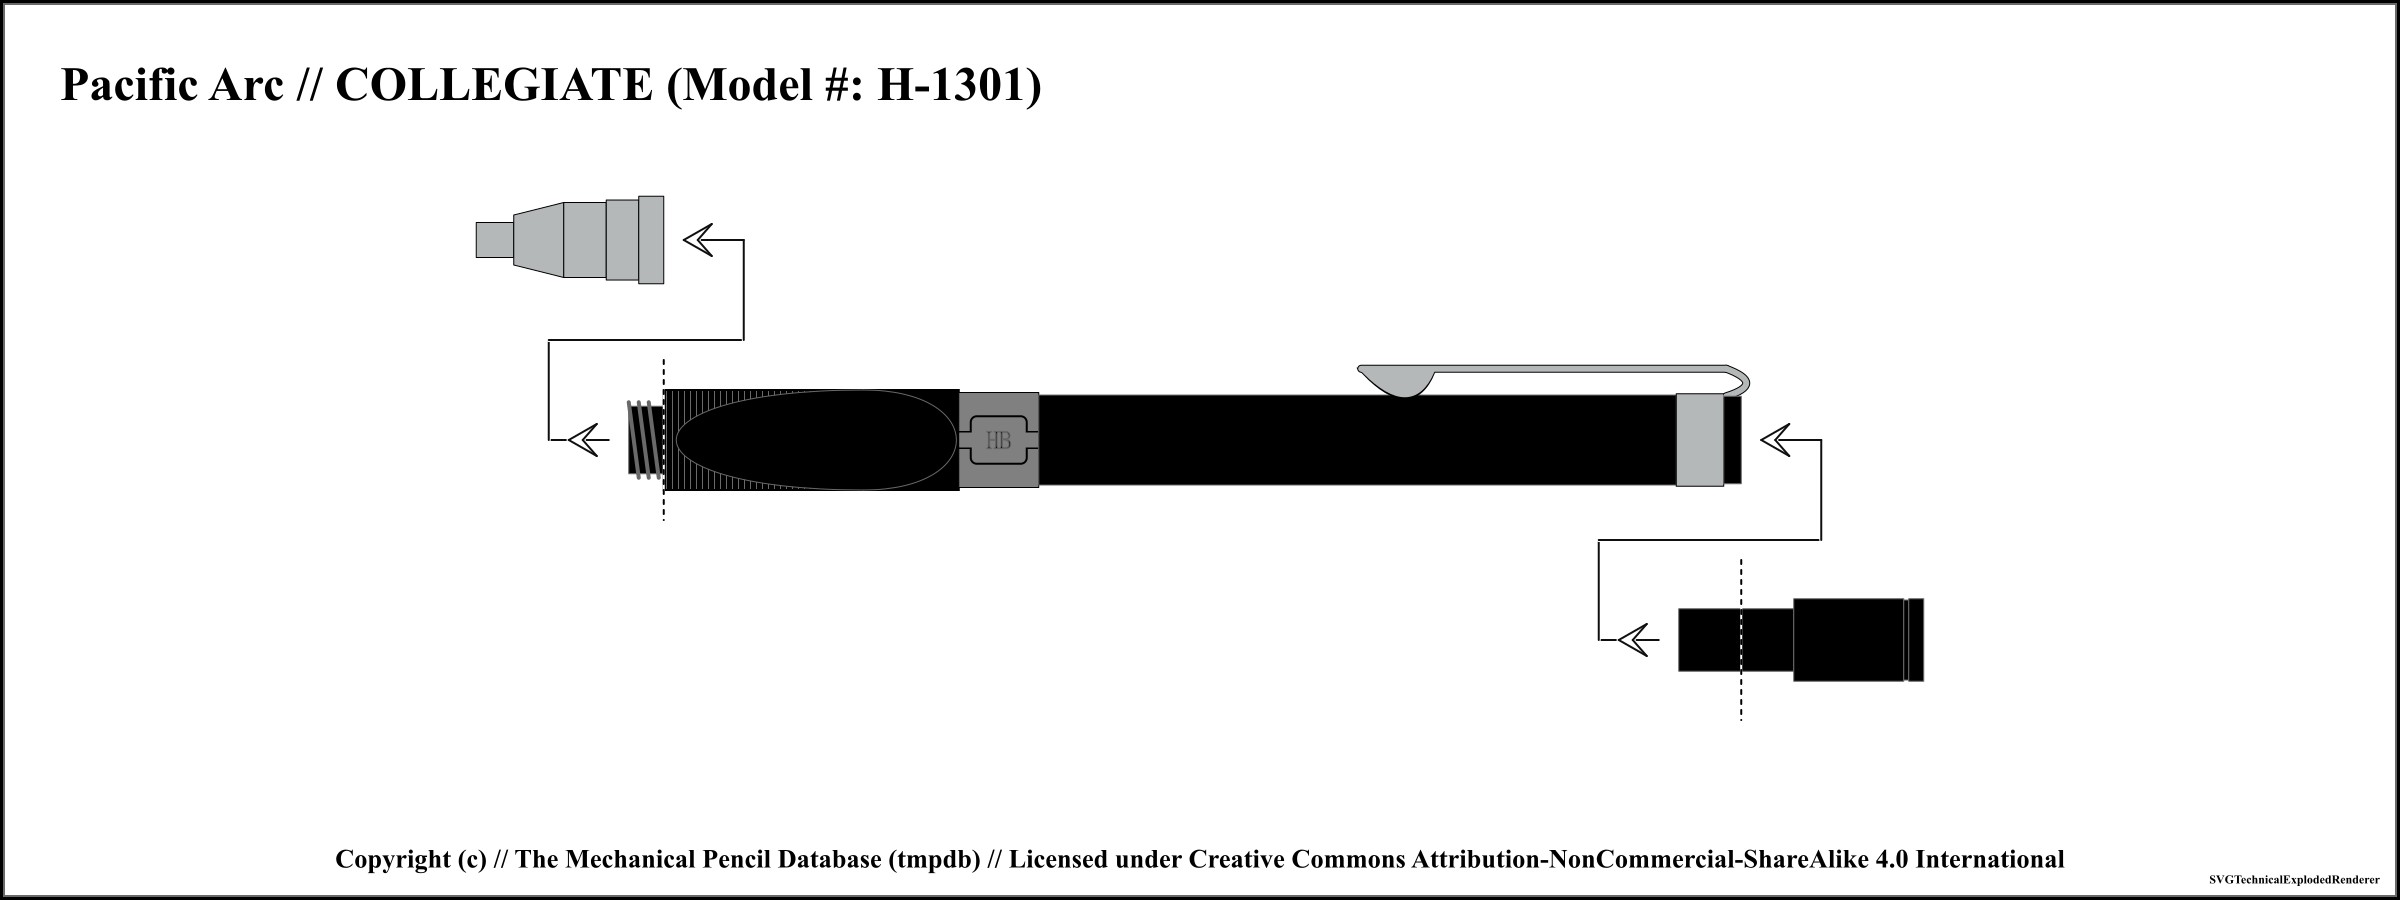 Pacific Arc // COLLEGIATE (Model #: H-1301)
HB
Copyright (c) // The Mechanical Pencil Database (tmpdb) // Licensed under Creative Commons Attribution-NonCommercial-ShareAlike 4.0 International
SVGTechnicalExplodedRenderer